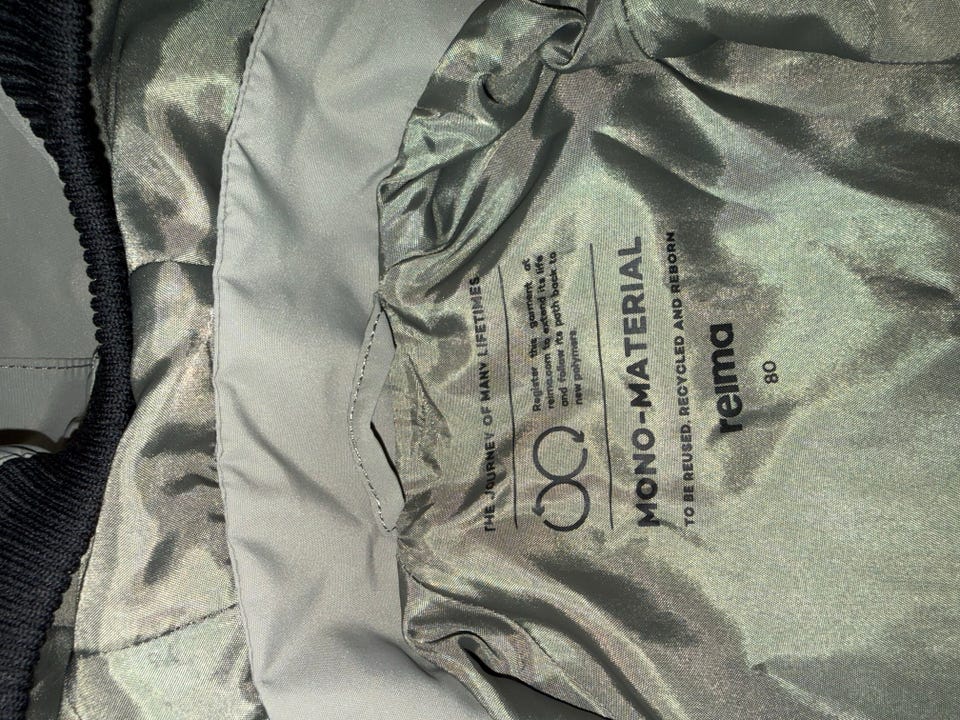 THE JOURNEY OF MANY LIFETIMES
Register this garment at
reima.com to extend its life
and follow its path back to
new polymers.
MONO-MATERIAL
TO BE REUSED, RECYCLED AND REBORN
reima
80